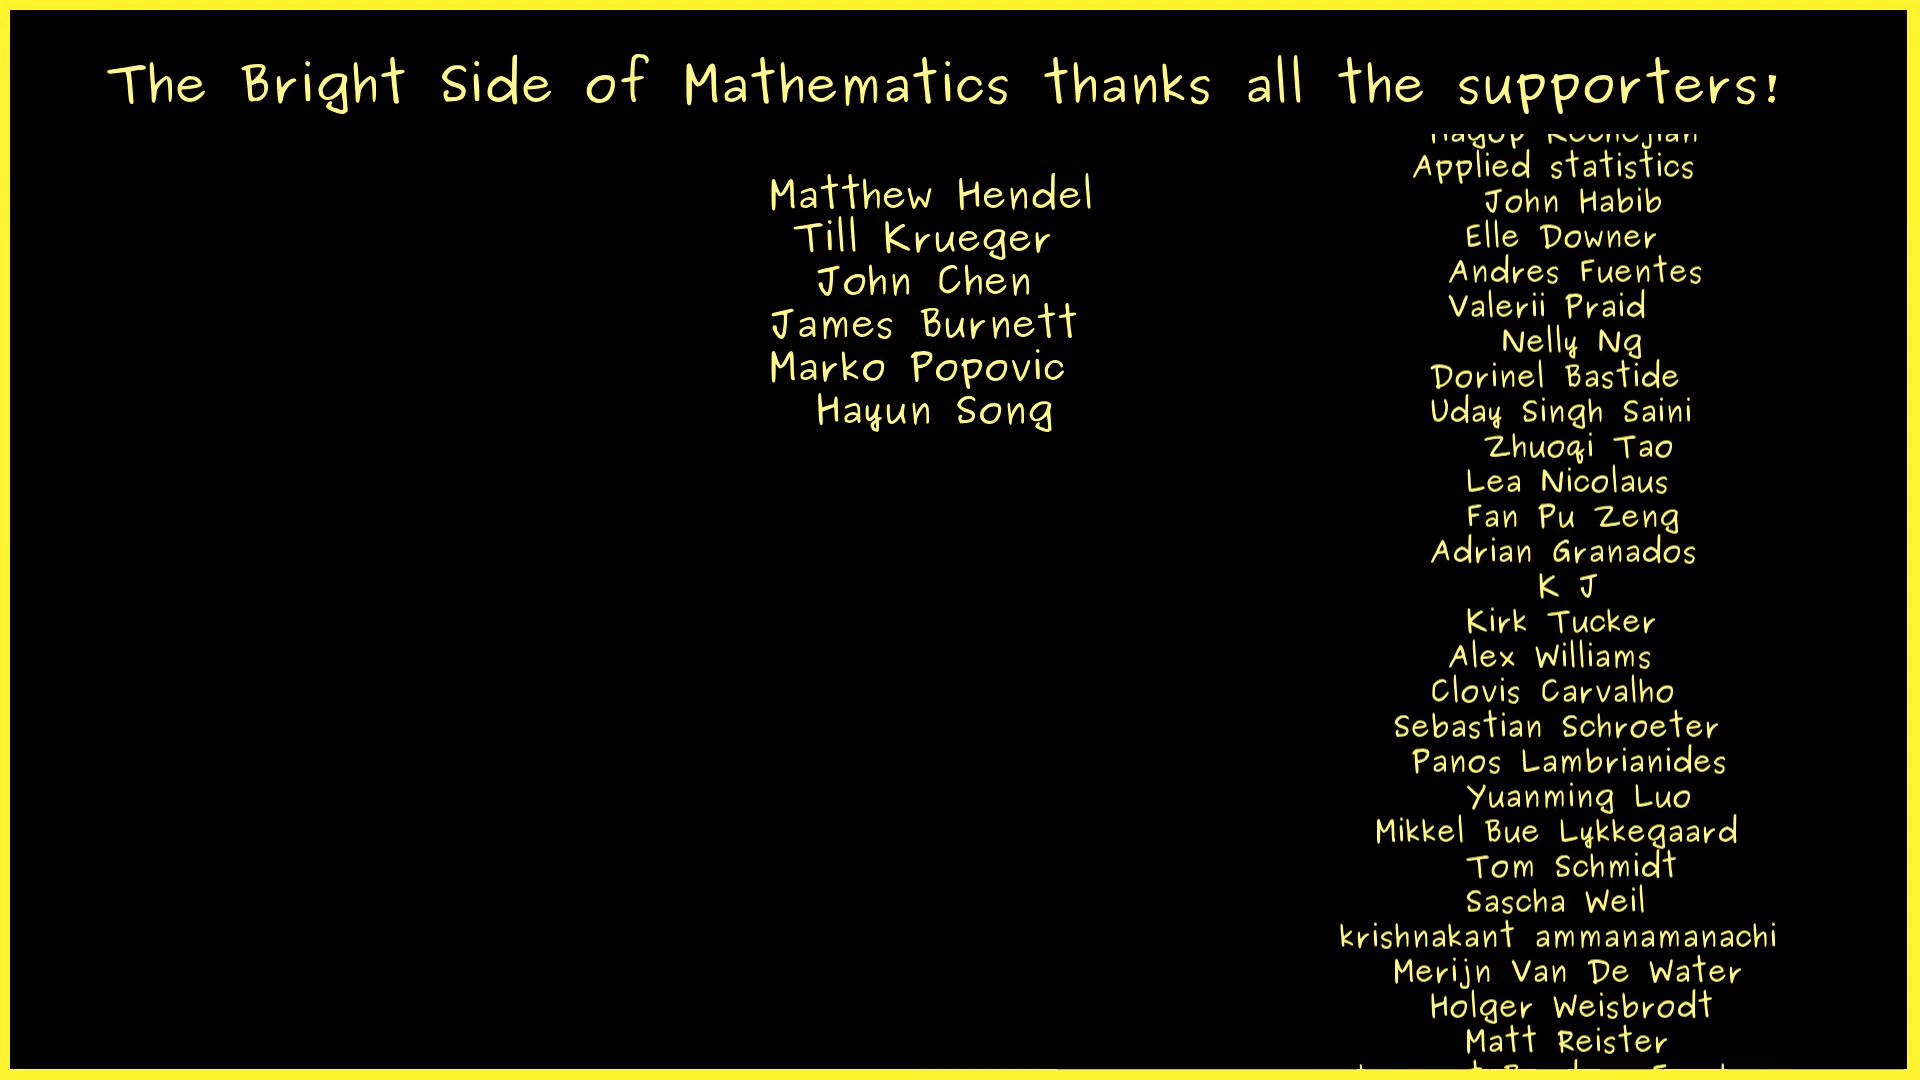 The Bright Side of Mathematics thanks all the supporters!
Matthew Hendel
Till Krueger
John Chen
James Burnett
Marko Popovic
Hayun Song
Applied statistics
John Habib
Elle Downer
Andres Fuentes
Valerii Praid
Nelly Ng
Dorinel Bastide
Uday Singh Saini
Zhuoqi Tao
Lea Nicolaus
Fan Pu Zeng
Adrian Granados
K J
Kirk Tucker
Alex Williams
Clovis Carvalho
Sebastian Schroeter
Panos Lambrianides
Yuanming Luo
Mikkel Bue Lykkegaard
Tom Schmidt
Sascha Weil
krishnakant ammanamanachi
Merijn Van De Water
Holger Weisbrodt
Matt Reister